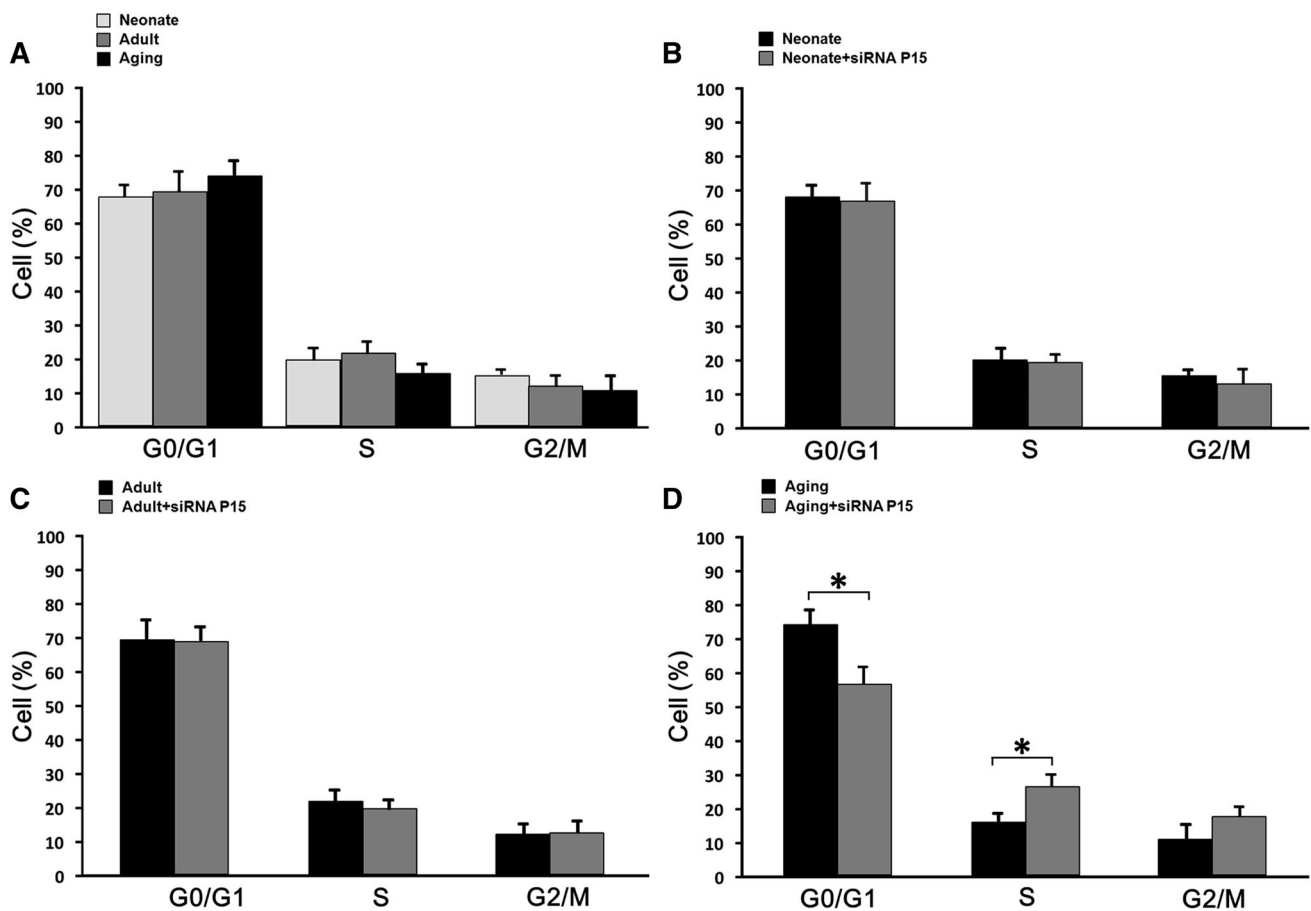 A
Neonate
Adult
Aging
Cell (%)
100
90
80
70
60
50
40
30
20
10
0
G0/G1 S G2/M
B
Neonate
Neonate+siRNA P15
Cell (%)
100
90
80
70
60
50
40
30
20
10
0
G0/G1 S G2/M
C
Adult
Adult+siRNA P15
Cell (%)
100
90
80
70
60
50
40
30
20
10
0
G0/G1 S G2/M
D
Aging
Aging+siRNA P15
Cell (%)
100
90
80
70
60
50
40
30
20
10
0
*
*
G0/G1 S G2/M